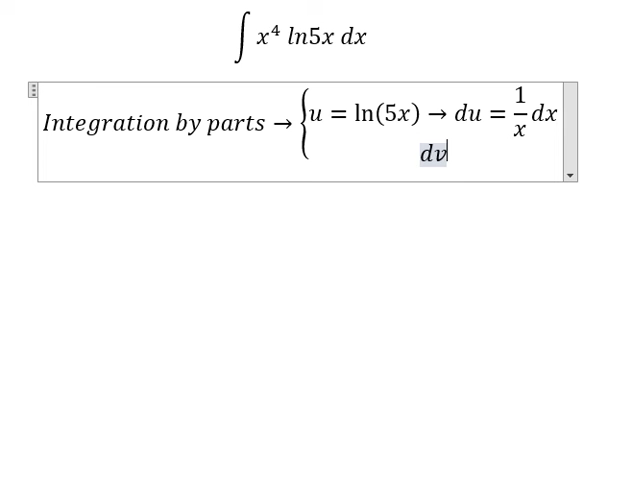 ∫ x⁴ ln5x dx
Integration by parts → { u = ln(5x) → du = 1/x dx
dv